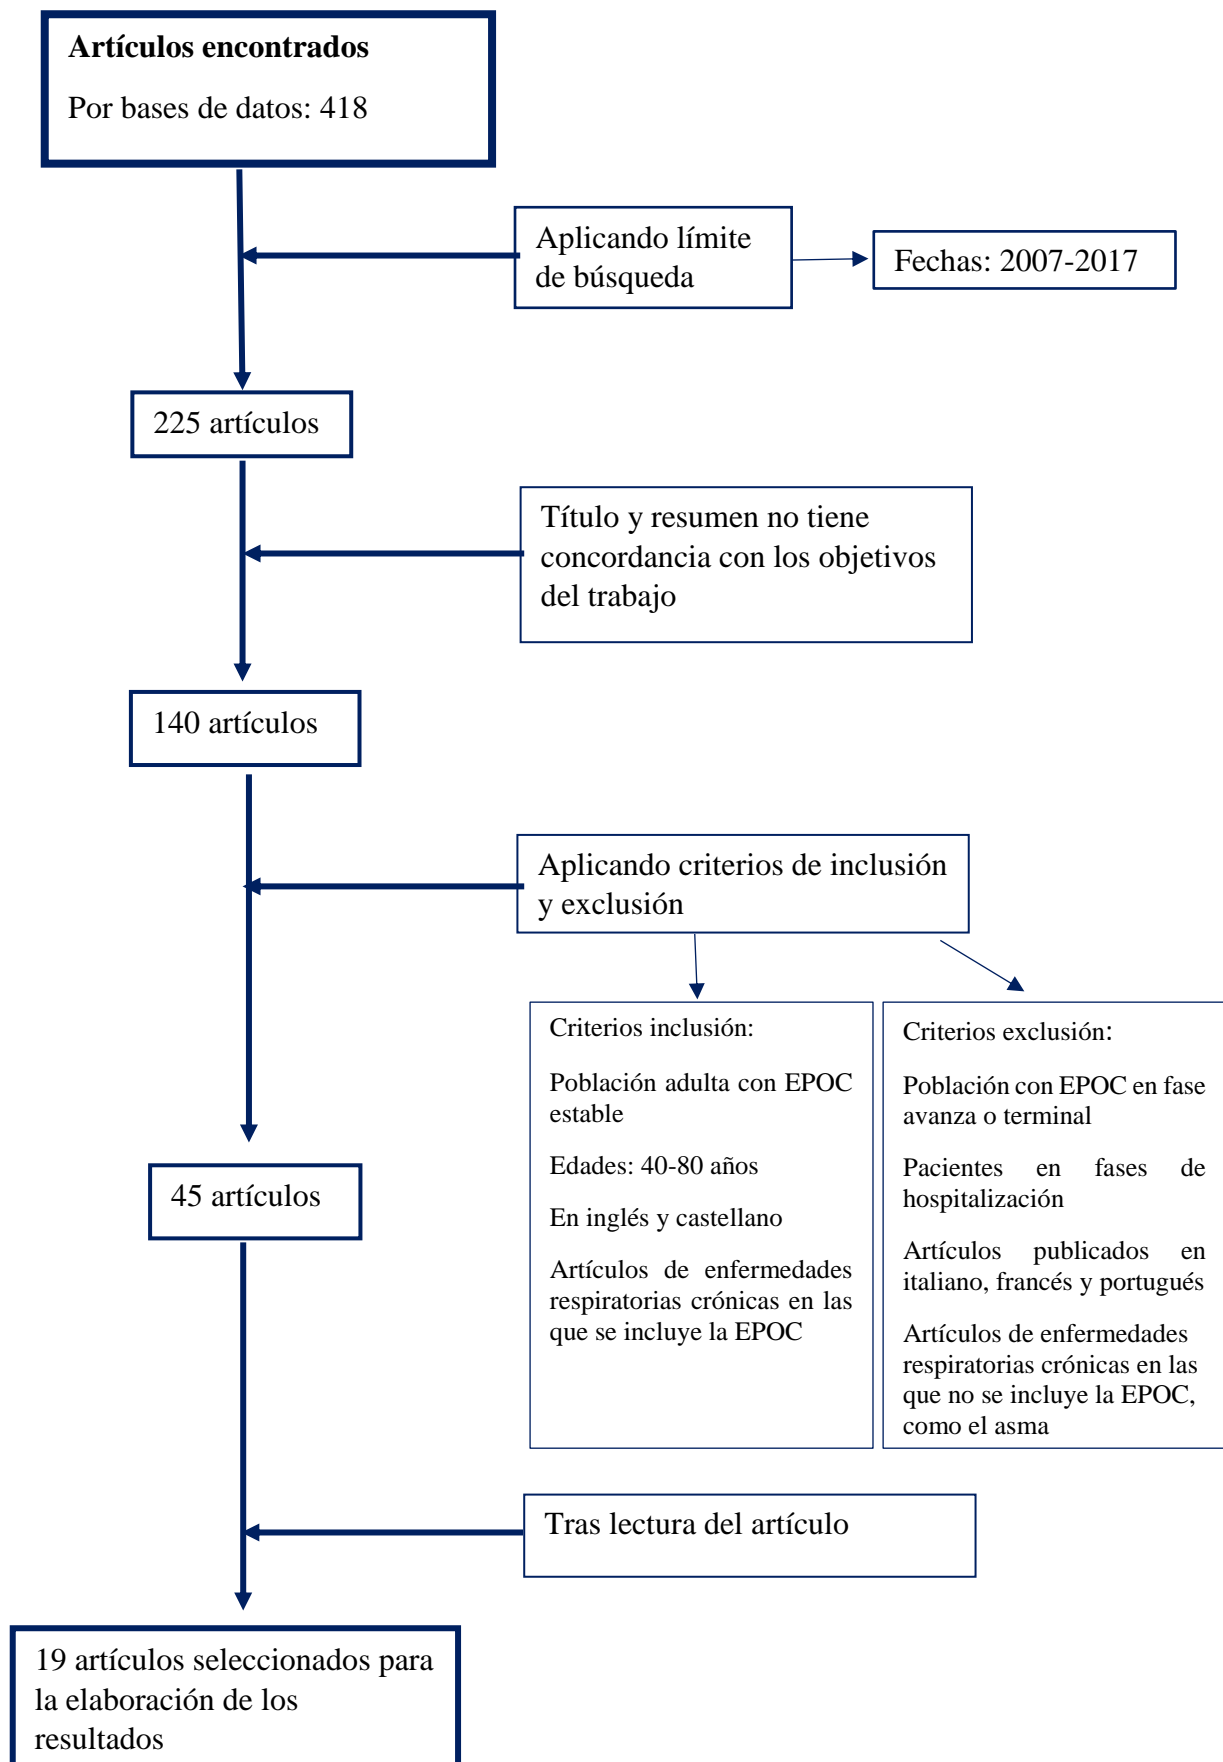 Artículos encontrados
Por bases de datos: 418
Aplicando límite
de búsqueda
Fechas: 2007-2017
225 artículos
Título y resumen no tiene
concordancia con los objetivos
del trabajo
140 artículos
Aplicando criterios de inclusión
y exclusión
Criterios inclusión:
Población adulta con EPOC
estable
Edades: 40-80 años
En inglés y castellano
Artículos de enfermedades
respiratorias crónicas en las
que se incluye la EPOC
Criterios exclusión:
Población con EPOC en fase
avanza o terminal
Pacientes en fases de
hospitalización
Artículos publicados en
italiano, francés y portugués
Artículos de enfermedades
respiratorias crónicas en las
que no se incluye la EPOC,
como el asma
45 artículos
Tras lectura del artículo
19 artículos seleccionados para
la elaboración de los
resultados